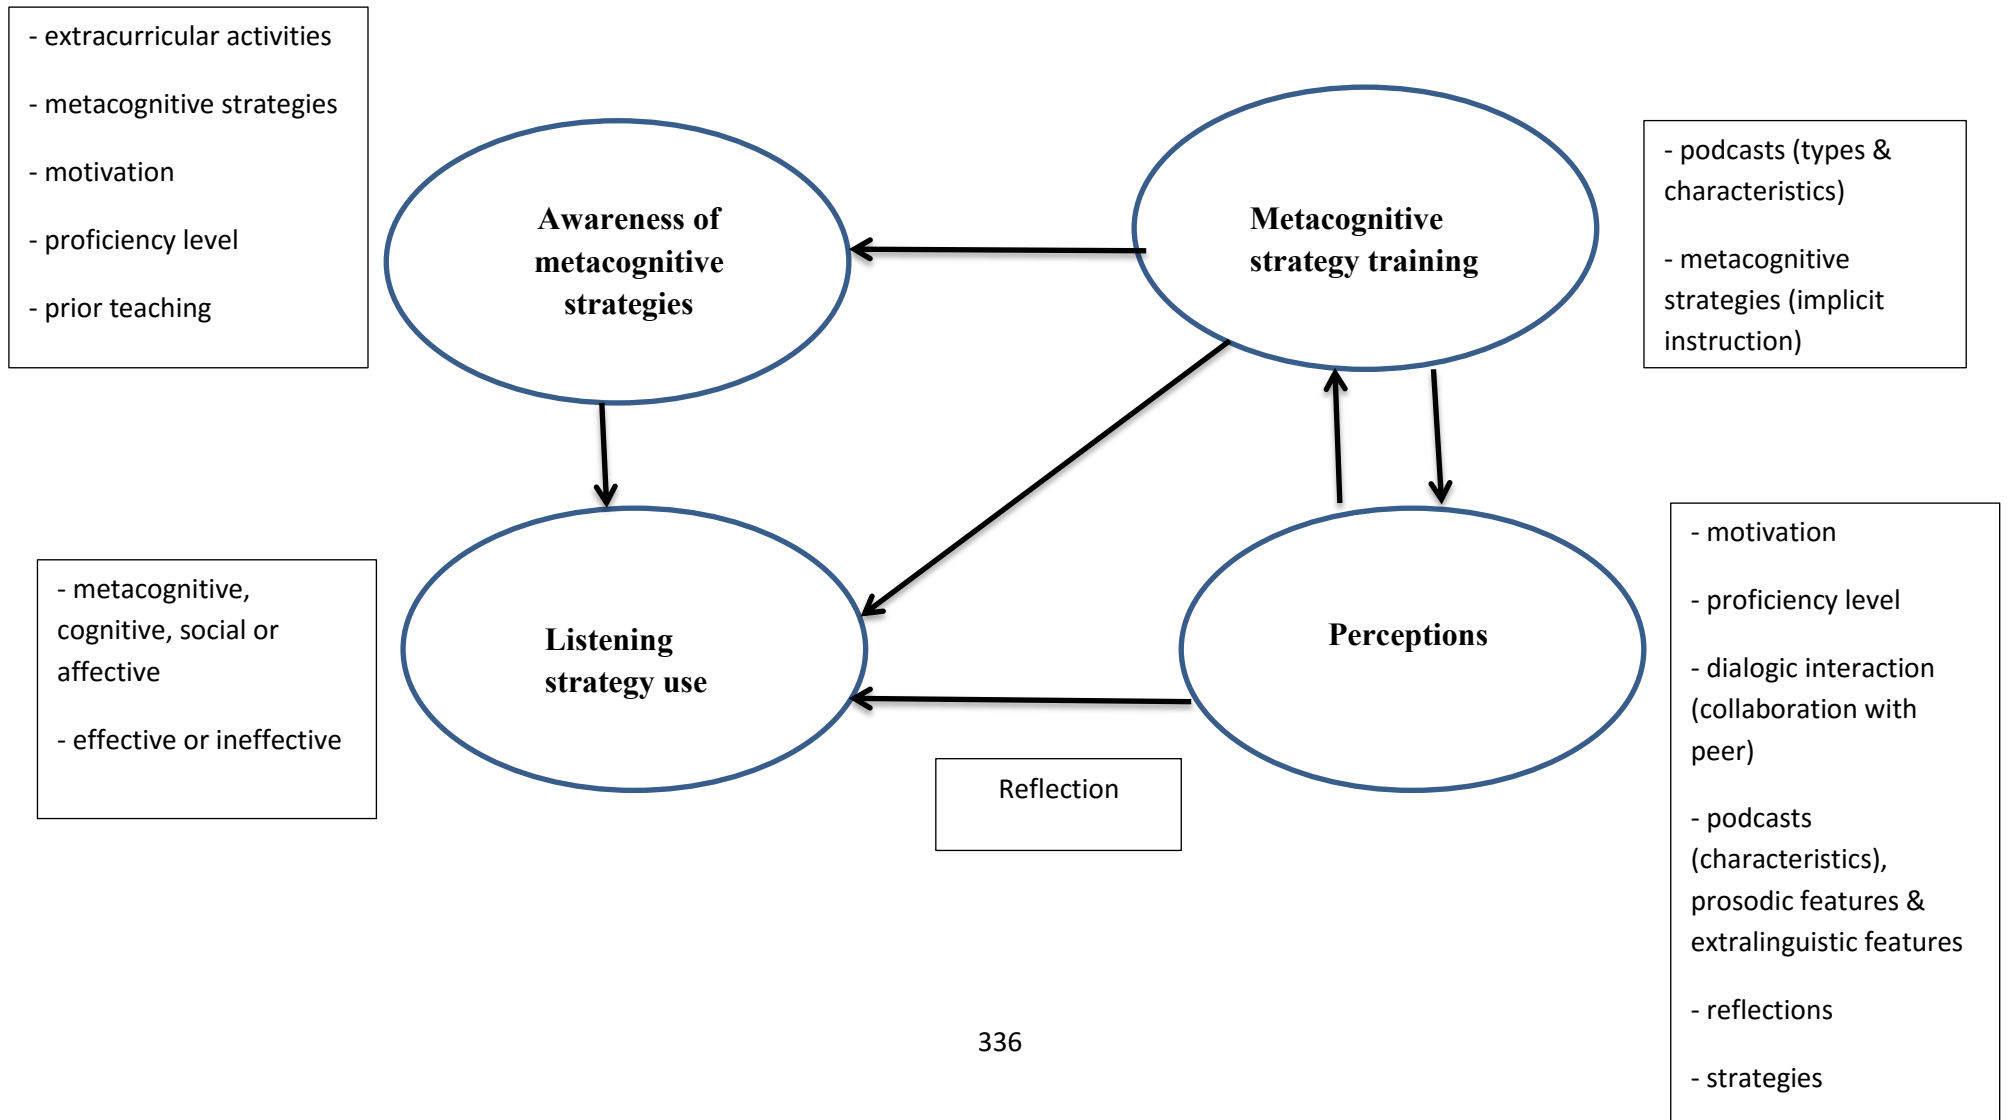 - extracurricular activities
- metacognitive strategies
- motivation
- proficiency level
- prior teaching
Awareness of
metacognitive
strategies
Metacognitive
strategy training
- podcasts (types &
characteristics)
- metacognitive
strategies (implicit
instruction)
- metacognitive,
cognitive, social or
affective
- effective or ineffective
Listening
strategy use
Reflection
Perceptions
- motivation
- proficiency level
- dialogic interaction
(collaboration with
peer)
- podcasts
(characteristics),
prosodic features &
extralinguistic features
- reflections
- strategies
336